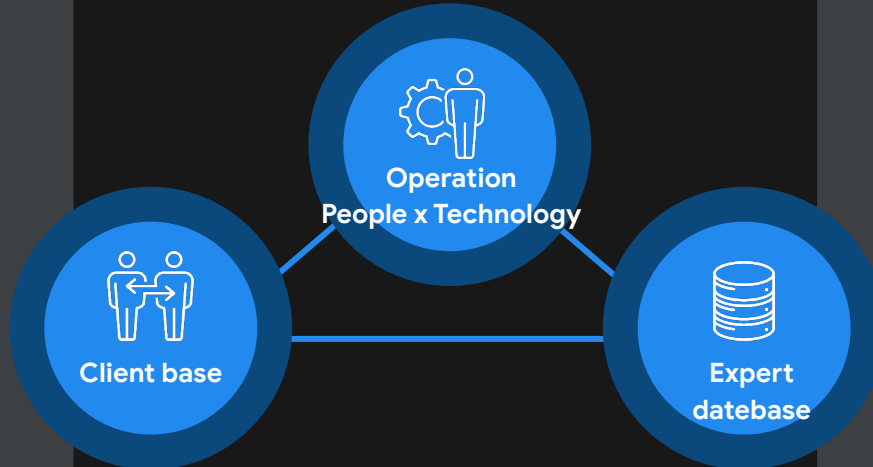 Operation
People x Technology
Client base
Expert
datebase